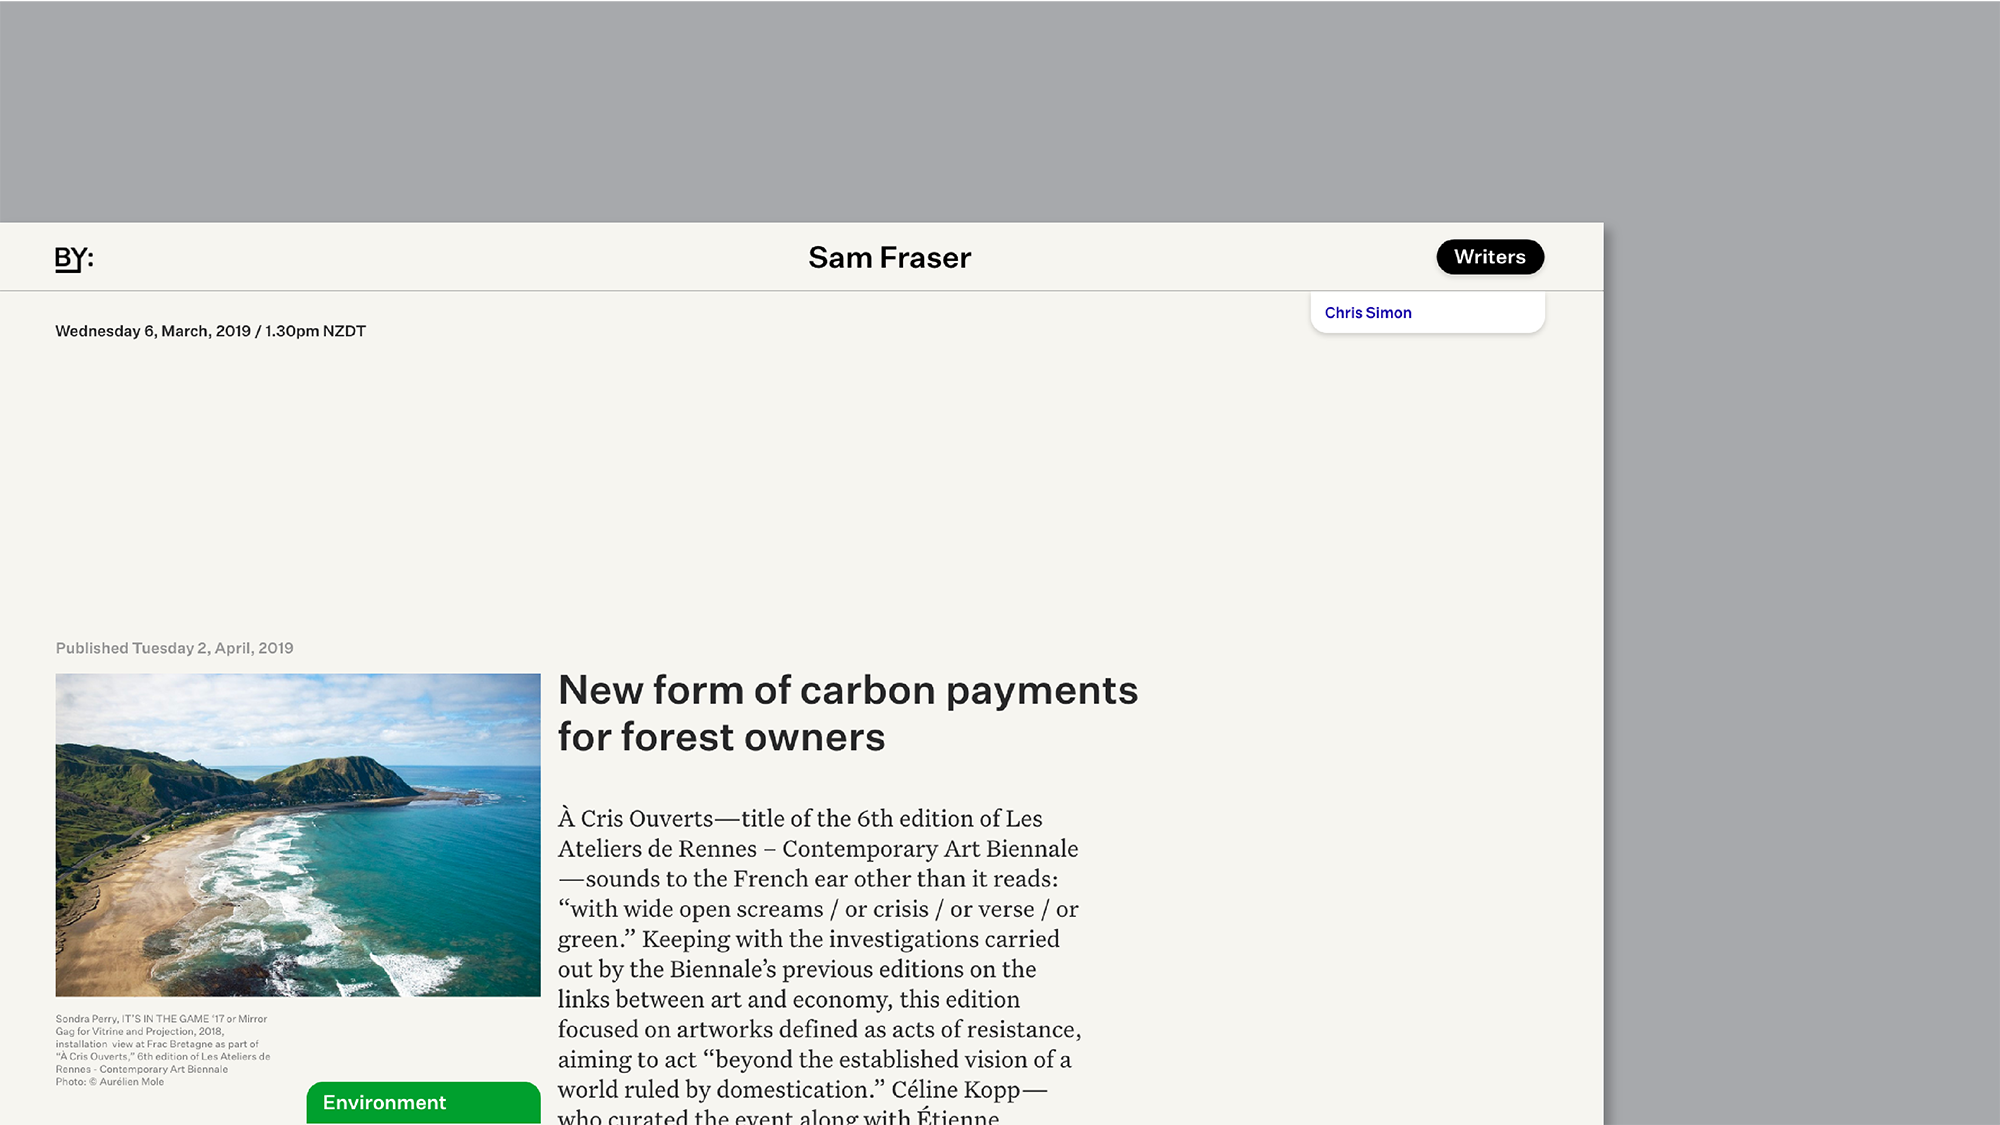 BY:
Sam Fraser
Writers
Chris Simon
Wednesday 6, March, 2019 / 1.30pm NZDT
Published Tuesday 2, April, 2019
New form of carbon payments
for forest owners
À Cris Ouverts—title of the 6th edition of Les
Ateliers de Rennes – Contemporary Art Biennale
—sounds to the French ear other than it reads:
“with wide open screams / or crisis / or verse / or
green.” Keeping with the investigations carried
out by the Biennale’s previous editions on the
links between art and economy, this edition
focused on artworks defined as acts of resistance,
aiming to act “beyond the established vision of a
world ruled by domestication.” Céline Kopp—
who curated the event along with Étienne
Sondra Perry, IT’S IN THE GAME ‘17 or Mirror
Gag for Vitrine and Projection, 2018,
installation view at Frac Bretagne as part of
“À Cris Ouverts,” 6th edition of Les Ateliers de
Rennes - Contemporary Art Biennale
Photo: © Aurélien Mole
Environment